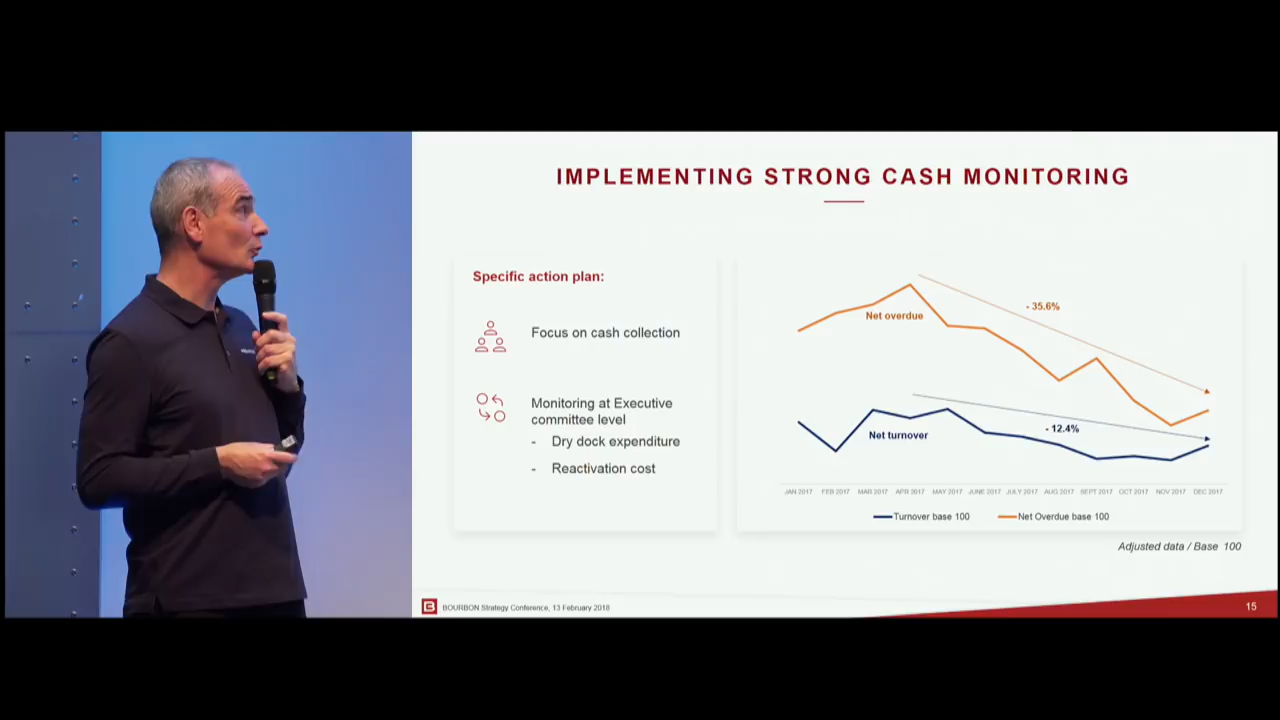 IMPLEMENTING STRONG CASH MONITORING
Specific action plan:
Focus on cash collection
Monitoring at Executive
committee level
- Dry dock expenditure
- Reactivation cost
- 35.6%
Net overdue
- 12.4%
Net turnover
JAN 2017 FEB 2017 MAR 2017 APR 2017 MAY 2017 JUNE 2017 JULY 2017 AUG 2017 SEPT 2017 OCT 2017 NOV 2017 DEC 2017
Turnover base 100 Net Overdue base 100
Adjusted data / Base 100
B BOURBON Strategy Conference, 13 February 2018
15